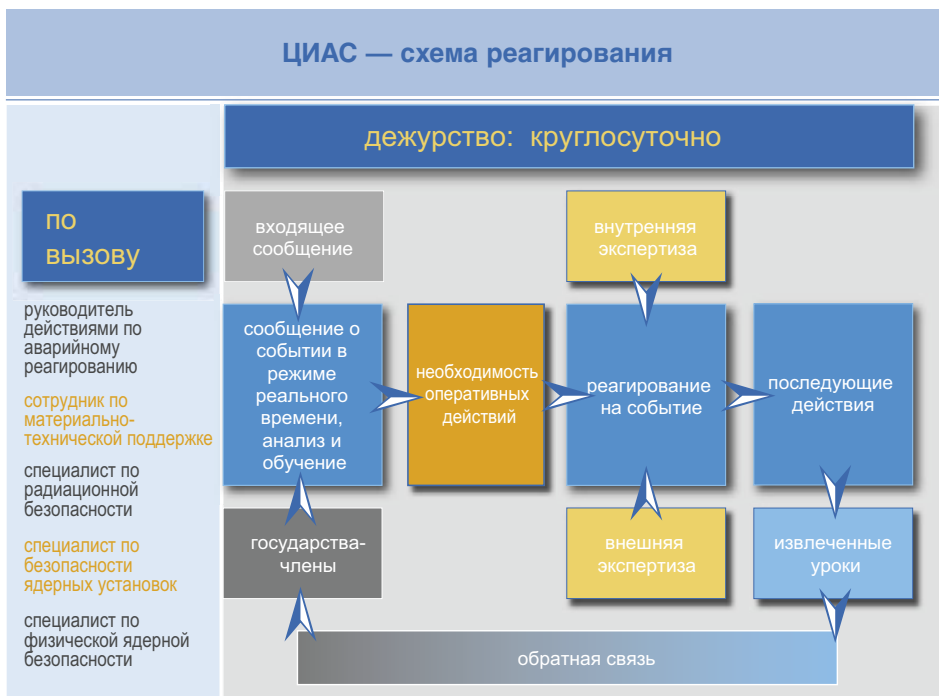 ЦИАС — схема реагирования
дежурство: круглосуточно
по
вызову
руководитель
действиями по
аварийному
реагированию
сотрудник по
материально-
технической поддержке
специалист по
радиационной
безопасности
специалист по
безопасности
ядерных установок
специалист по
физической ядерной
безопасности
входящее
сообщение
внутренняя
экспертиза
сообщение о
событии в
режиме
реального
времени,
анализ и
обучение
необходимость
оперативных
действий
реагирование
на событие
последующие
действия
государства-
члены
внешняя
экспертиза
извлеченные
уроки
обратная связь